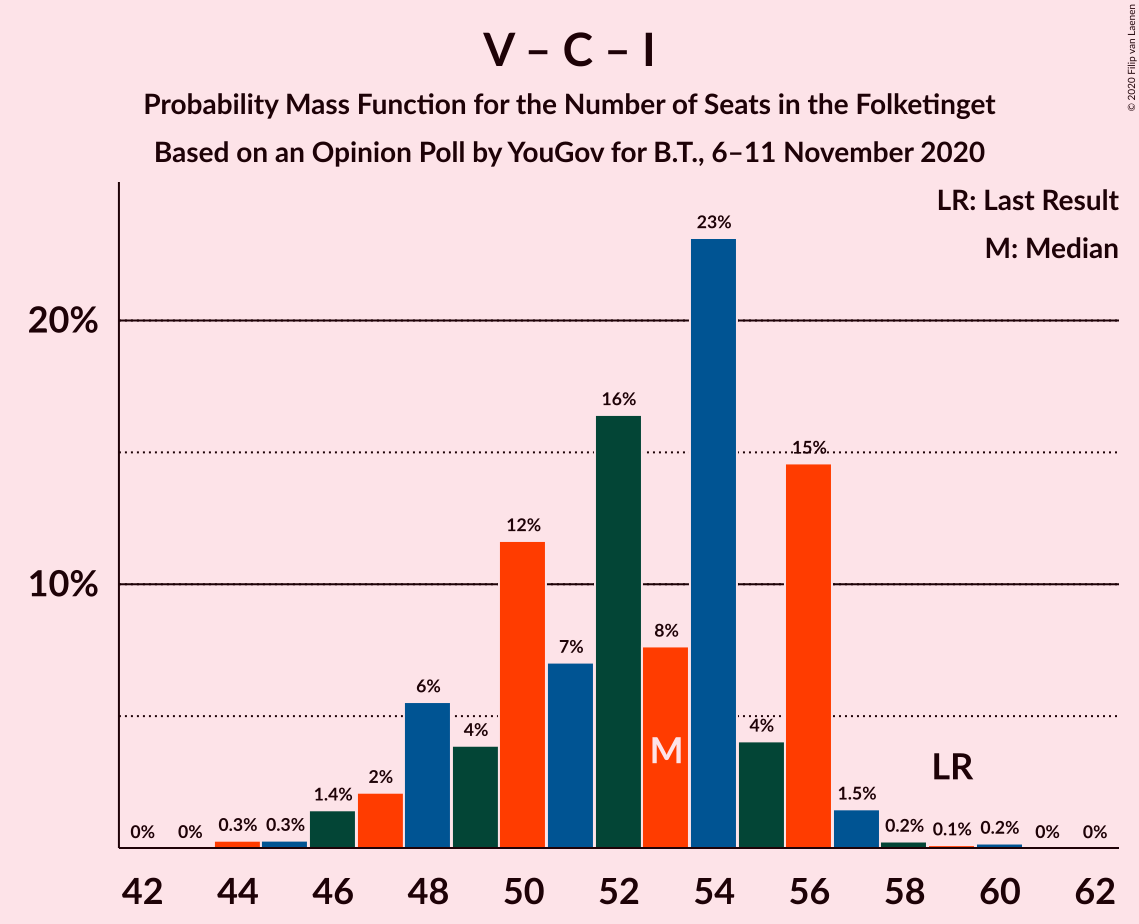 V – C – I
Probability Mass Function for the Number of Seats in the Folketinget
Based on an Opinion Poll by YouGov for B.T., 6–11 November 2020
© 2020 Filip van Laenen
LR: Last Result
M: Median
20%
10%
0%
0%
0.3%
0.3%
1.4%
2%
6%
4%
12%
7%
16%
8%
23%
4%
15%
1.5%
0.2%
0.1%
0.2%
0%
0%
M
LR
42 44 46 48 50 52 54 56 58 60 62